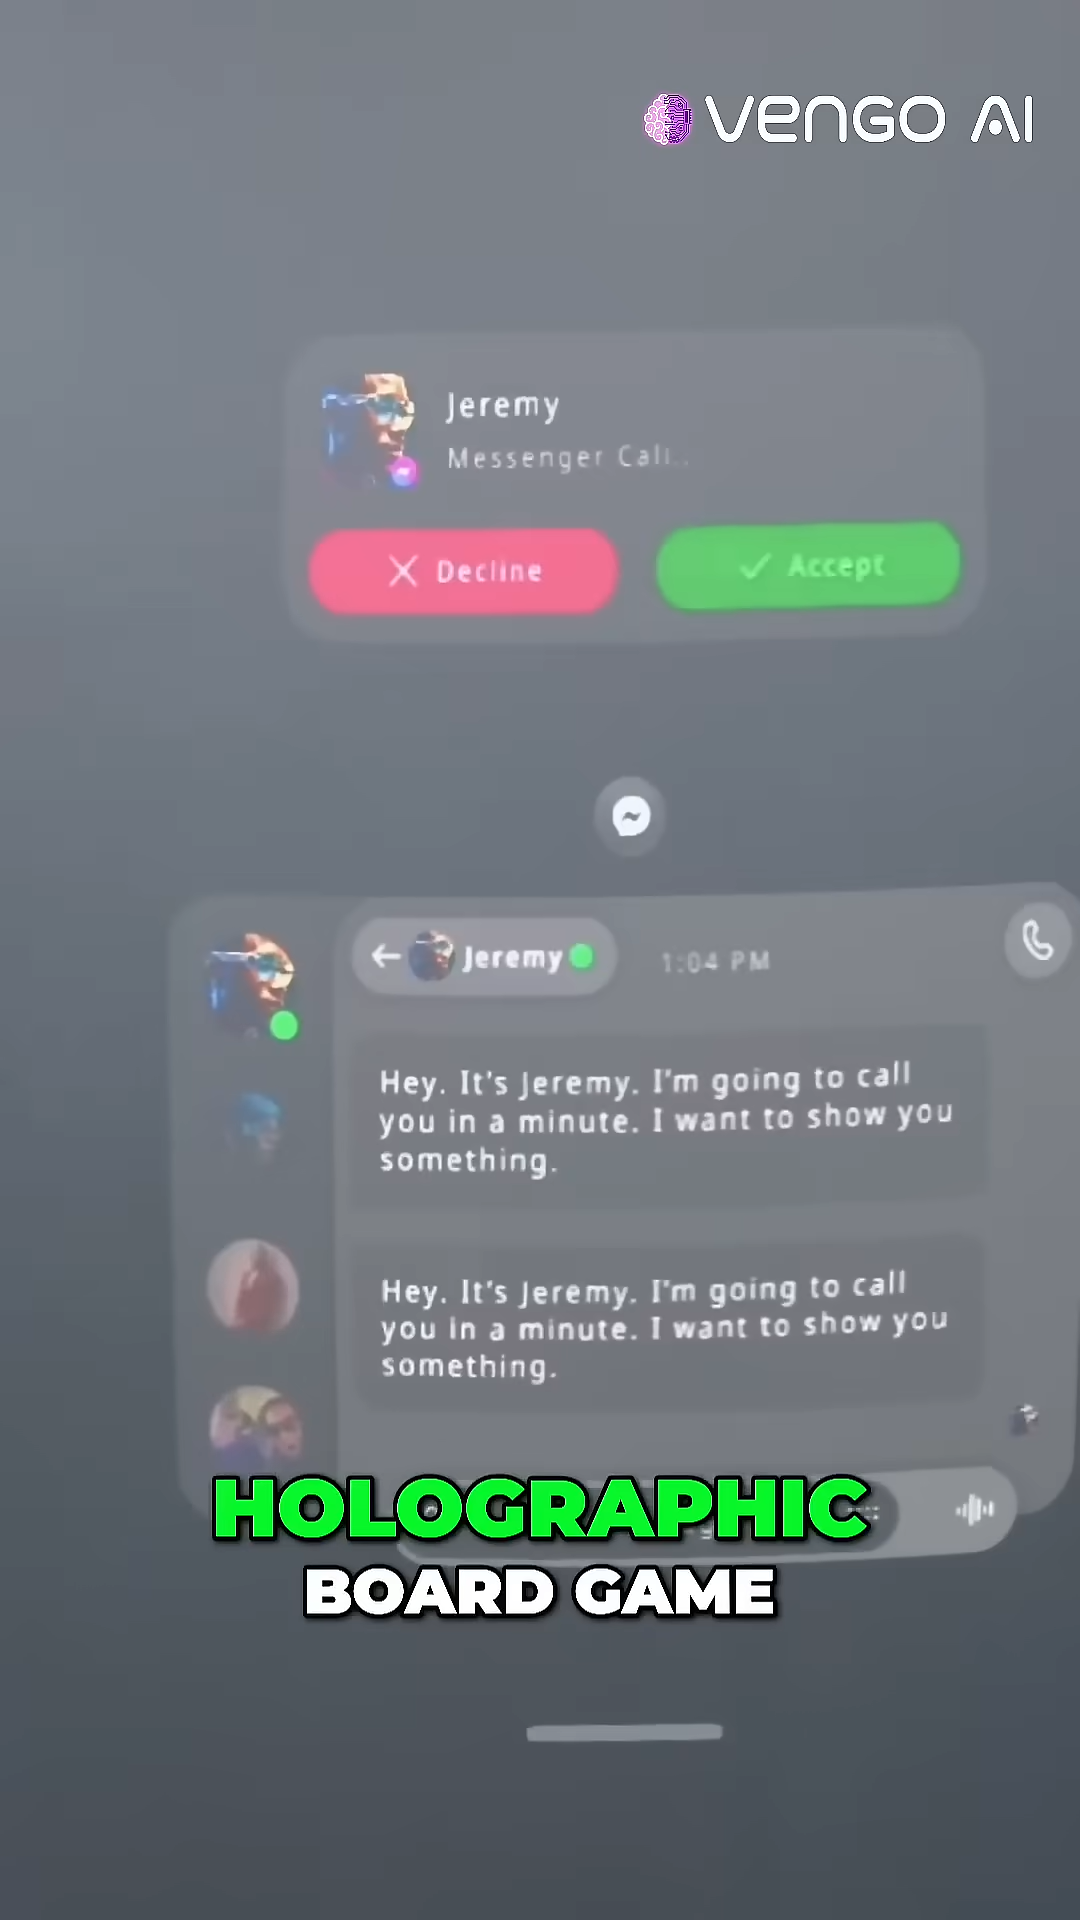 VENGO AI
Jeremy
Messenger Call..
Decline
Accept
Jeremy
1:04 PM
Hey. It's Jeremy. I'm going to call
you in a minute. I want to show you
something.
Hey. It's Jeremy. I'm going to call
you in a minute. I want to show you
something.
HOLOGRAPHIC
BOARD GAME